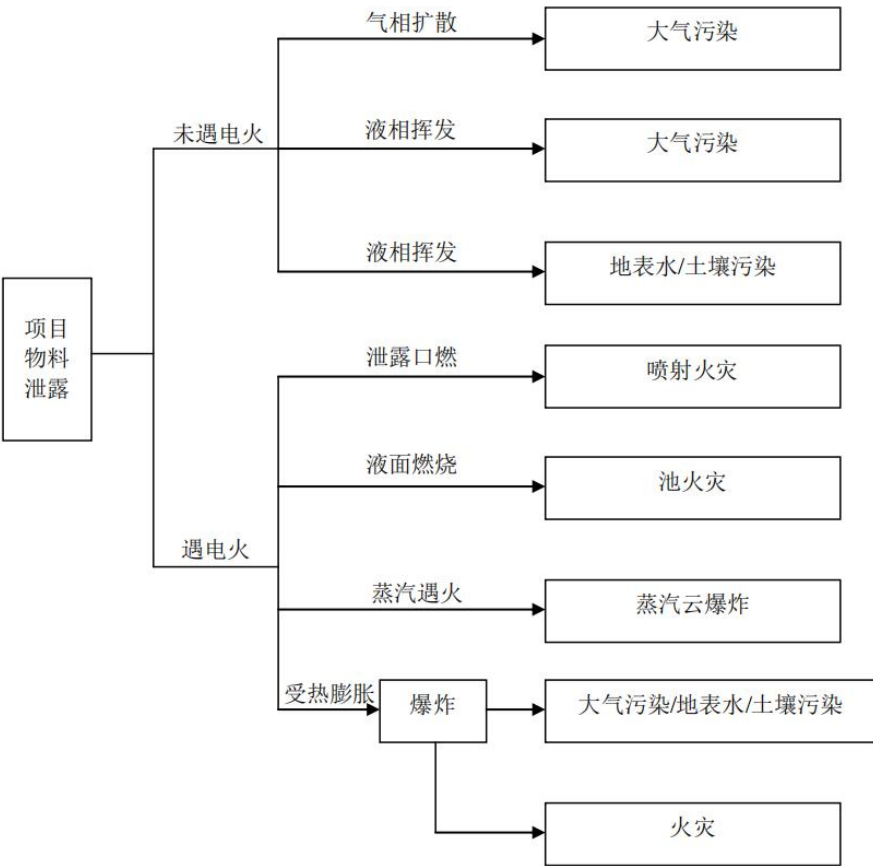 气相扩散
大气污染
未遇电火
液相挥发
大气污染
液相挥发
地表水/土壤污染
项目
物料
泄露
泄露口燃
喷射火灾
液面燃烧
池火灾
遇电火
蒸汽遇火
蒸汽云爆炸
受热膨胀
爆炸
大气污染/地表水/土壤污染
火灾